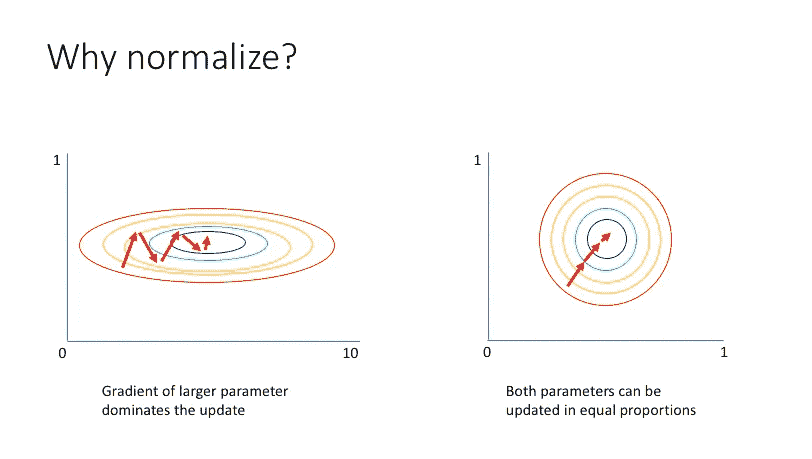 Why normalize?
1
0
10
Gradient of larger parameter
dominates the update
1
0
1
Both parameters can be
updated in equal proportions